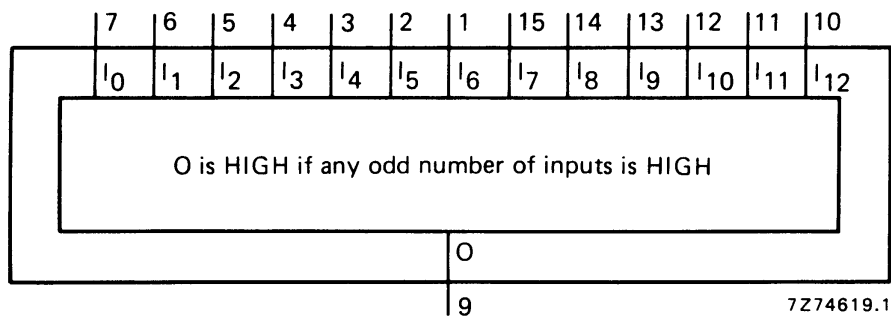 7 6 5 4 3 2 1 15 14 13 12 11 10
I0 I1 I2 I3 I4 I5 I6 I7 I8 I9 I10 I11 I12
O is HIGH if any odd number of inputs is HIGH
O
9
7Z74619.1